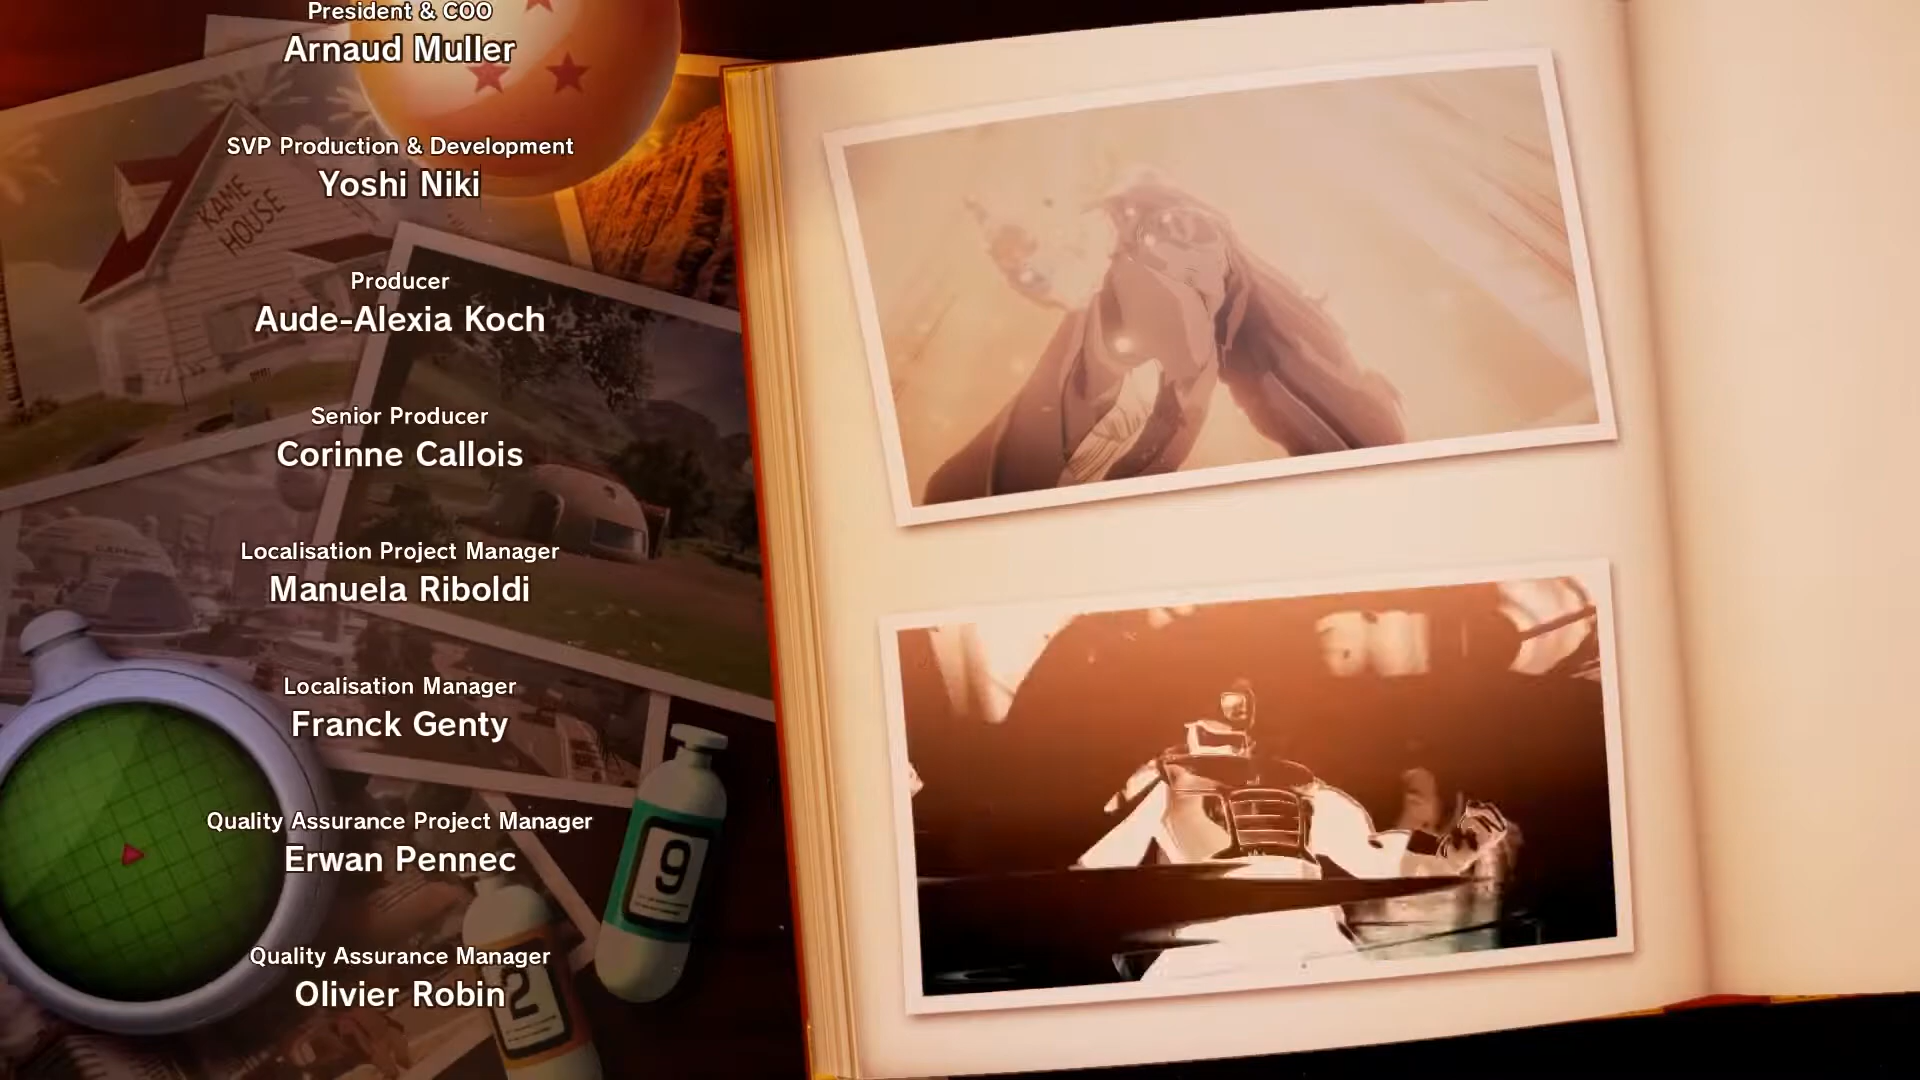 President & COO
Arnaud Muller
SVP Production & Development
Yoshi Niki
KAME
HOUSE
Producer
Aude-Alexia Koch
Senior Producer
Corinne Callois
Localisation Project Manager
Manuela Riboldi
Localisation Manager
Franck Genty
Quality Assurance Project Manager
Erwan Pennec
9
Quality Assurance Manager
Olivier Robin
2